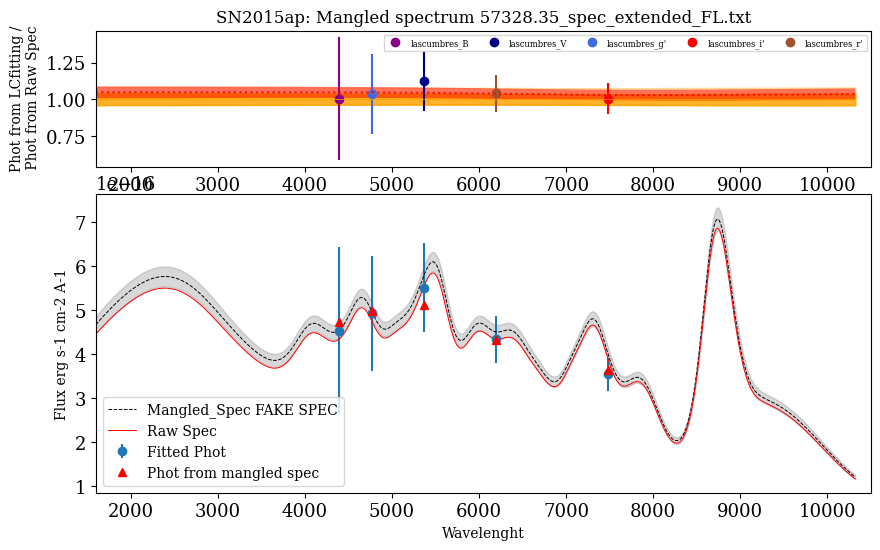 SN2015ap: Mangled spectrum 57328.35_spec_extended_FL.txt
Phot from LCfitting /
Phot from Raw Spec
lascumbres_B lascumbres_V lascumbres_g' lascumbres_i' lascumbres_r'
1.25
1.00
0.75
2000 3000 4000 5000 6000 7000 8000 9000 10000
1e−16
Flux erg s-1 cm-2 A-1
7
6
5
4
3
2
1
Mangled_Spec FAKE SPEC
Raw Spec
Fitted Phot
Phot from mangled spec
2000 3000 4000 5000 6000 7000 8000 9000 10000
Wavelenght